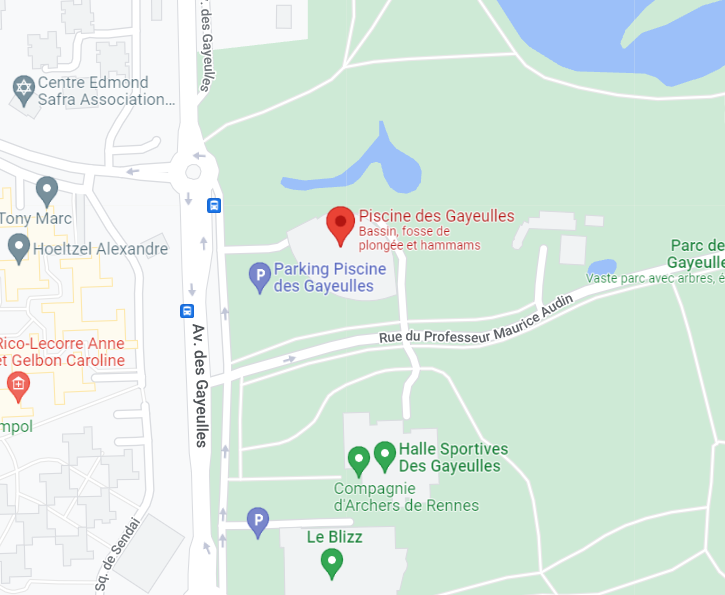 Av. des Gayeulles
Centre Edmond
Safra Association...
Tony Marc
Hoeltzel Alexandre
Piscine des Gayeulles
Bassin, fosse de
plongée et hammams
P
Parking Piscine
des Gayeulles
Parc de
Gayeulle
Vaste parc avec arbres, é
Rue du Professeur Maurice Audin
Av. des Gayeulles
Rico-Lecorre Anne
et Gelbon Caroline
mpol
Halle Sportives
Des Gayeulles
Compagnie
d'Archers de Rennes
P
Le Blizz
Sq. de Sendai